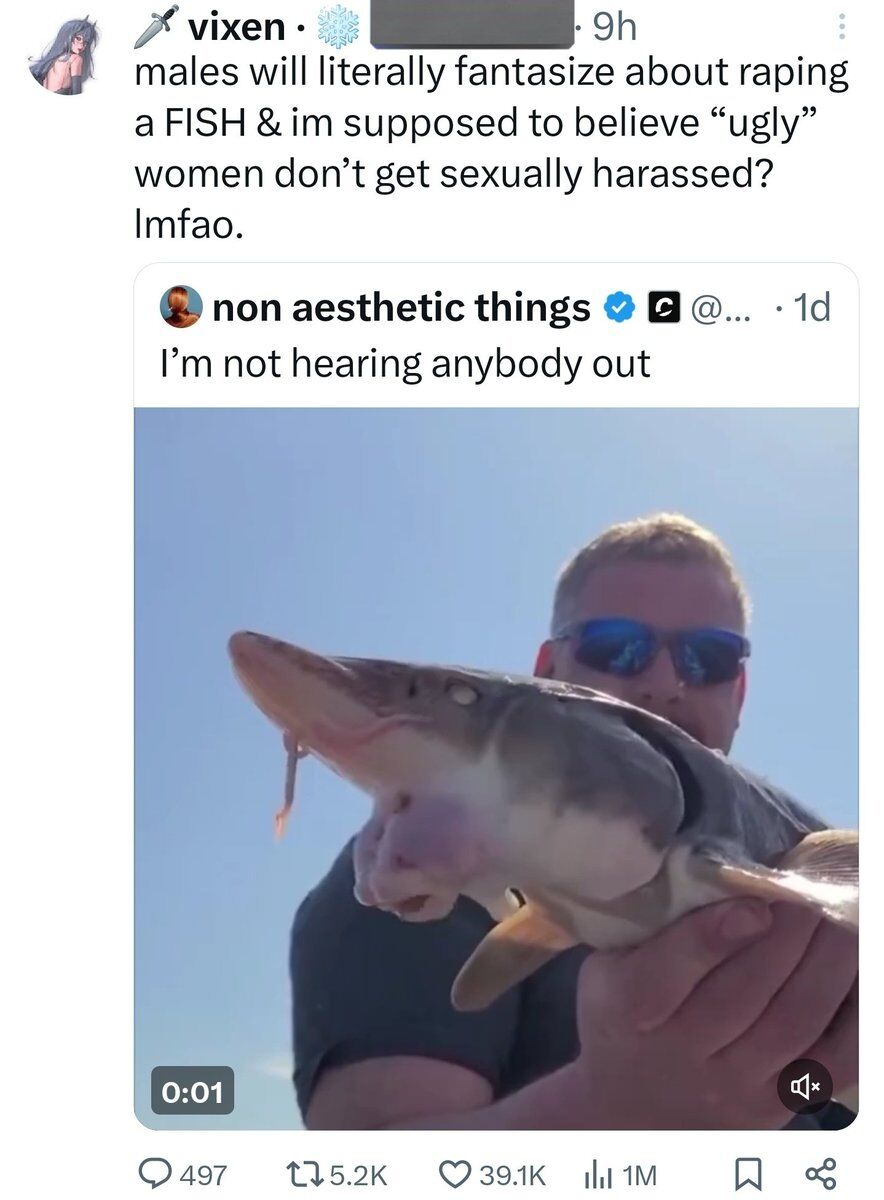 vixen · · 9h
males will literally fantasize about raping
a FISH & im supposed to believe “ugly”
women don’t get sexually harassed?
lmfao.
non aesthetic things @... · 1d
I’m not hearing anybody out
0:01
497 5.2K 39.1K 1M